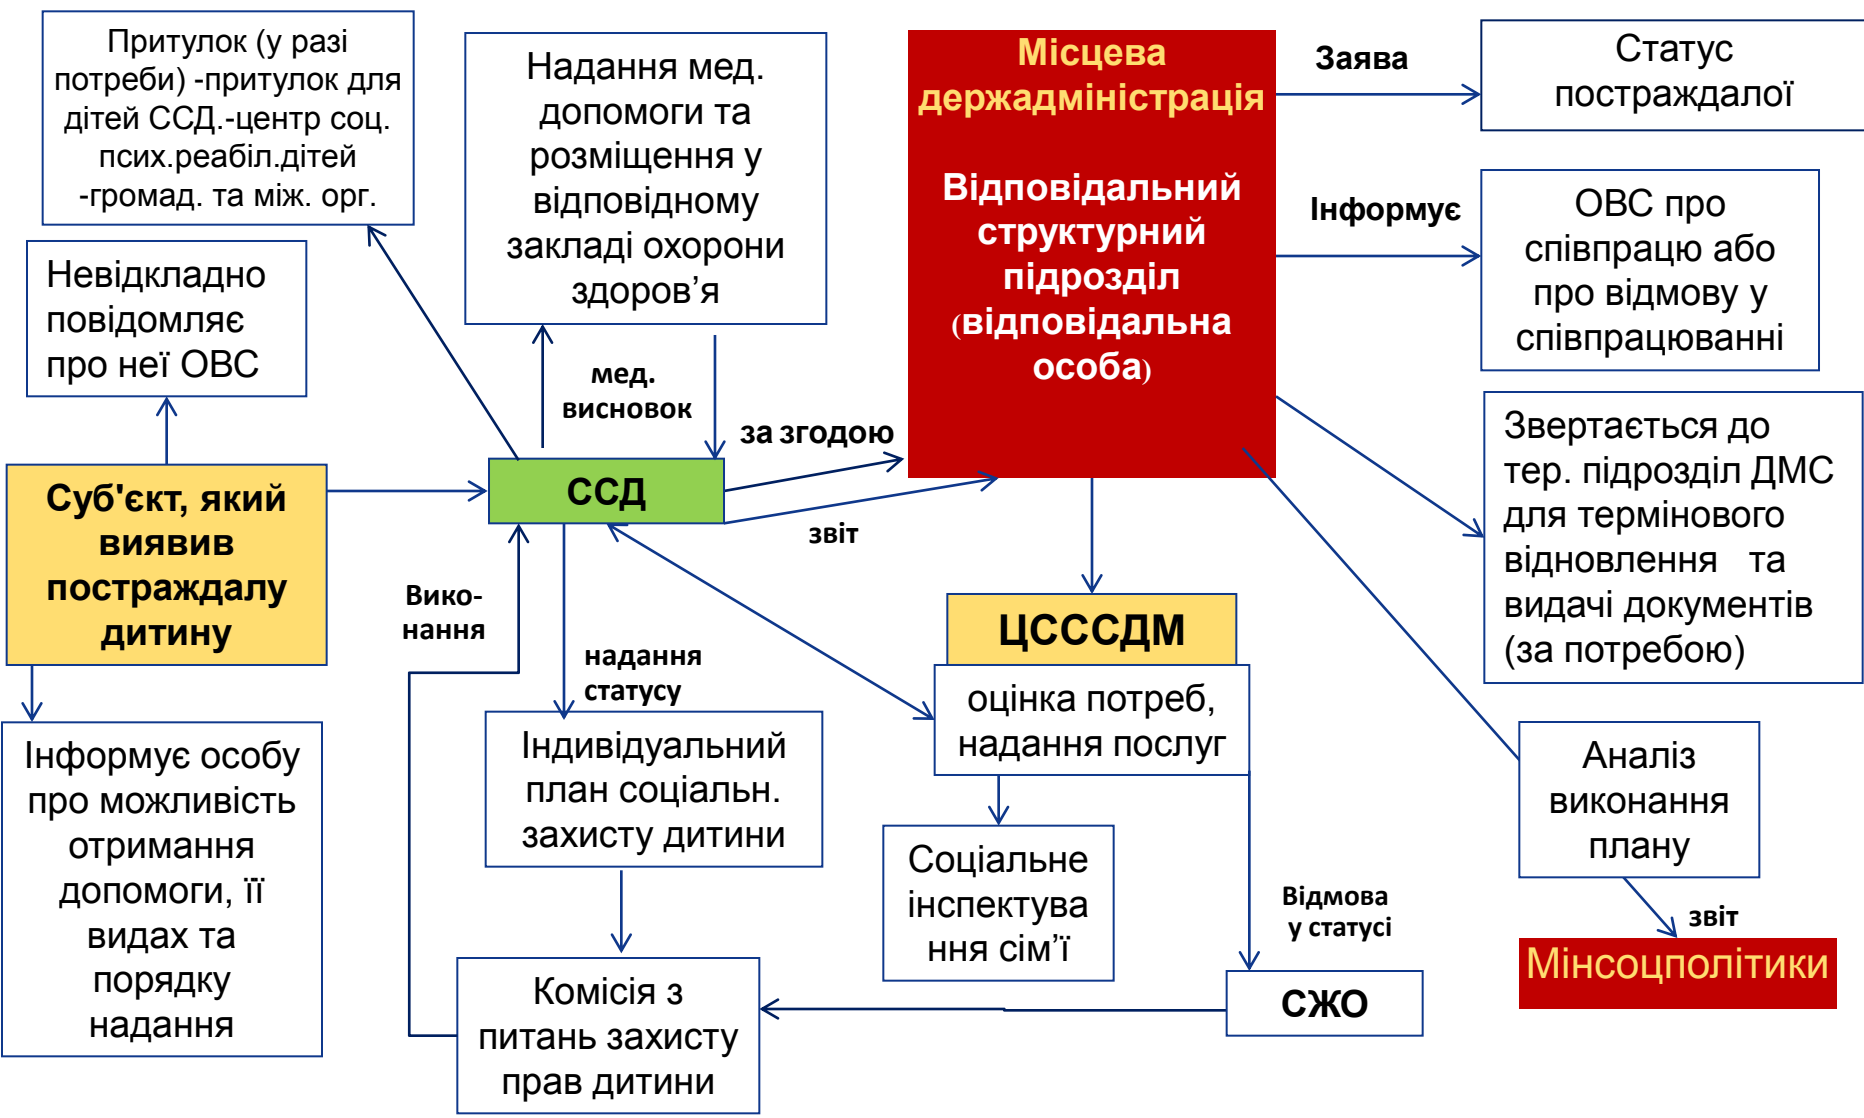 Притулок (у разі
потреби) -притулок для
дітей ССД.-центр соц.
псих.реабіл.дітей
-громад. та між. орг.
Надання мед.
допомоги та
розміщення у
відповідному
закладі охорони
здоров’я
Місцева
держадміністрація
Відповідальний
структурний
підрозділ
(відповідальна
особа)
Заява
Статус
постраждалої
Інформує
ОВС про
співпрацю або
про відмову у
співпрацюванні
Невідкладно
повідомляє
про неї ОВС
мед.
висновок
за згодою
Звертається до
тер. підрозділ ДМС
для термінового
відновлення та
видачі документів
(за потребою)
Суб'єкт, який
виявив
постраждалу
дитину
ССД
звіт
Вико-
нання
надання
статусу
ЦСССДМ
оцінка потреб,
надання послуг
Інформує особу
про можливість
отримання
допомоги, її
видах та
порядку
надання
Індивідуальний
план соціальн.
захисту дитини
Аналіз
виконання
плану
Соціальне
інспектува
ння сім’ї
Відмова
у статусі
звіт
Мінсоцполітики
Комісія з
питань захисту
прав дитини
СЖО